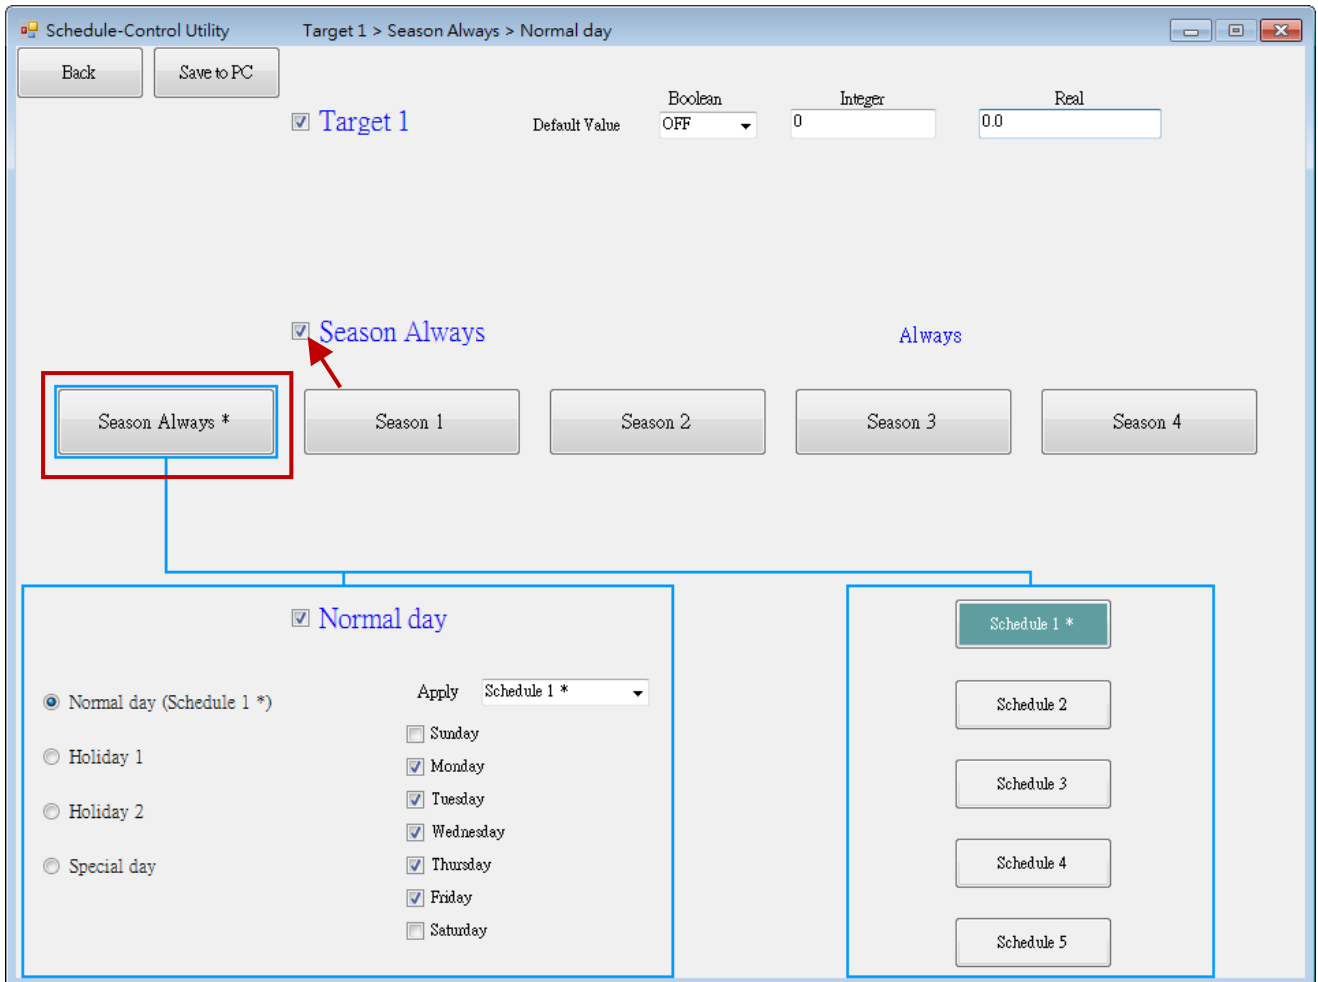 Schedule-Control Utility Target 1 > Season Always > Normal day
Back Save to PC
Boolean Integer Real
Target 1 Default Value OFF 0 0.0
Season Always Always
Season Always * Season 1 Season 2 Season 3 Season 4
Normal day
Apply Schedule 1 *
Normal day (Schedule 1 *)
Holiday 1
Holiday 2
Special day
Sunday
Monday
Tuesday
Wednesday
Thursday
Friday
Saturday
Schedule 1 *
Schedule 2
Schedule 3
Schedule 4
Schedule 5